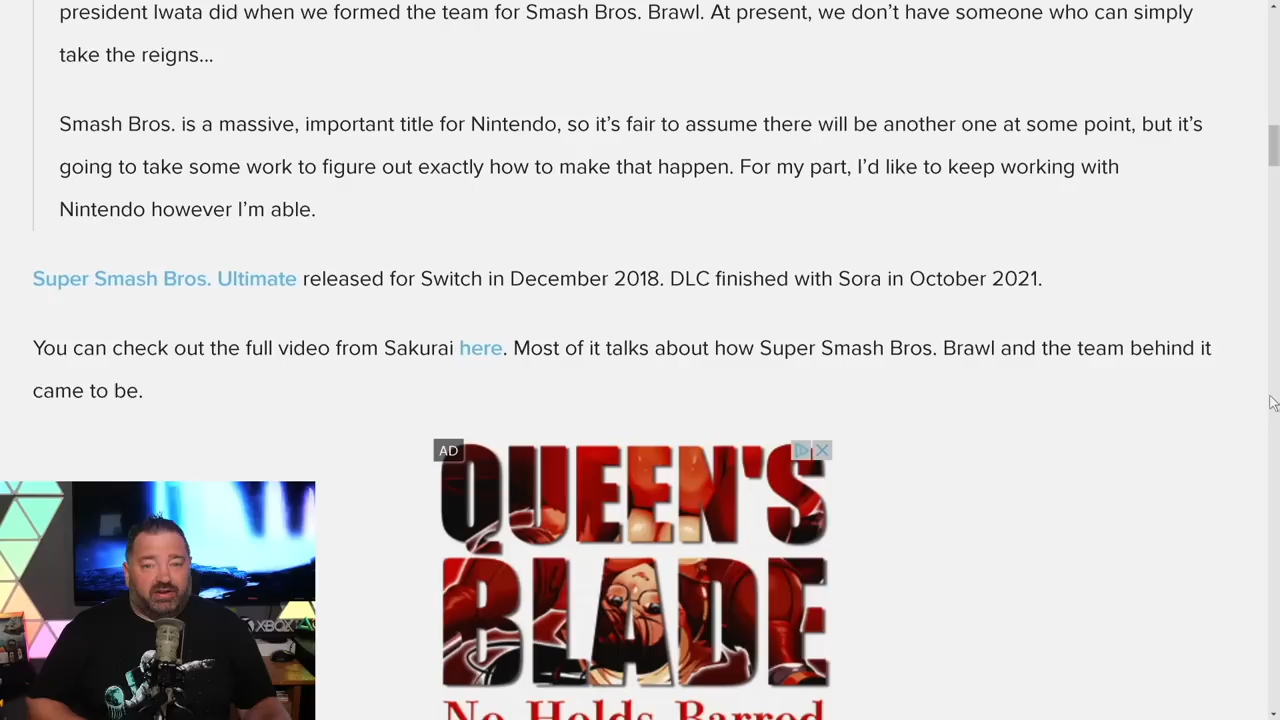 president Iwata did when we formed the team for Smash Bros. Brawl. At present, we don’t have someone who can simply
take the reigns…
Smash Bros. is a massive, important title for Nintendo, so it’s fair to assume there will be another one at some point, but it’s
going to take some work to figure out exactly how to make that happen. For my part, I’d like to keep working with
Nintendo however I’m able.
Super Smash Bros. Ultimate released for Switch in December 2018. DLC finished with Sora in October 2021.
You can check out the full video from Sakurai here. Most of it talks about how Super Smash Bros. Brawl and the team behind it
came to be.
AD
QUEEN'S
BLADE
No Holds Barred
XBOX